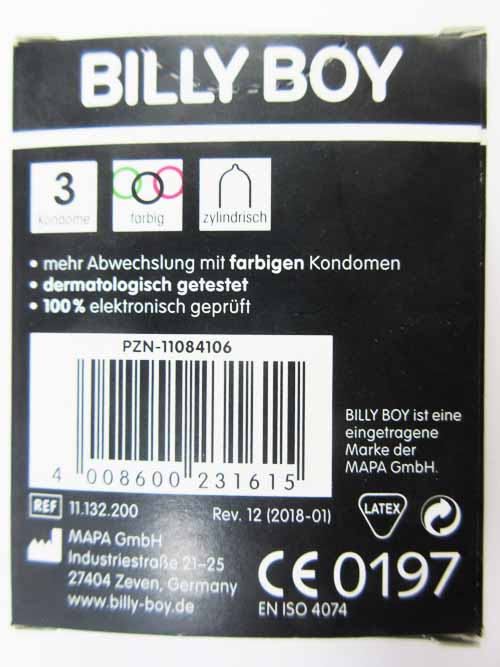 BILLY BOY
3
Kondome
farbig
zylindrisch
• mehr Abwechslung mit farbigen Kondomen
• dermatologisch getestet
• 100% elektronisch geprüft
PZN-11084106
4 008600 231615
BILLY BOY ist eine
eingetragene
Marke der
MAPA GmbH.
REF 11.132.200
Rev. 12 (2018-01)
LATEX
MAPA GmbH
Industriestraße 21-25
27404 Zeven, Germany
www.billy-boy.de
CE 0197
EN ISO 4074